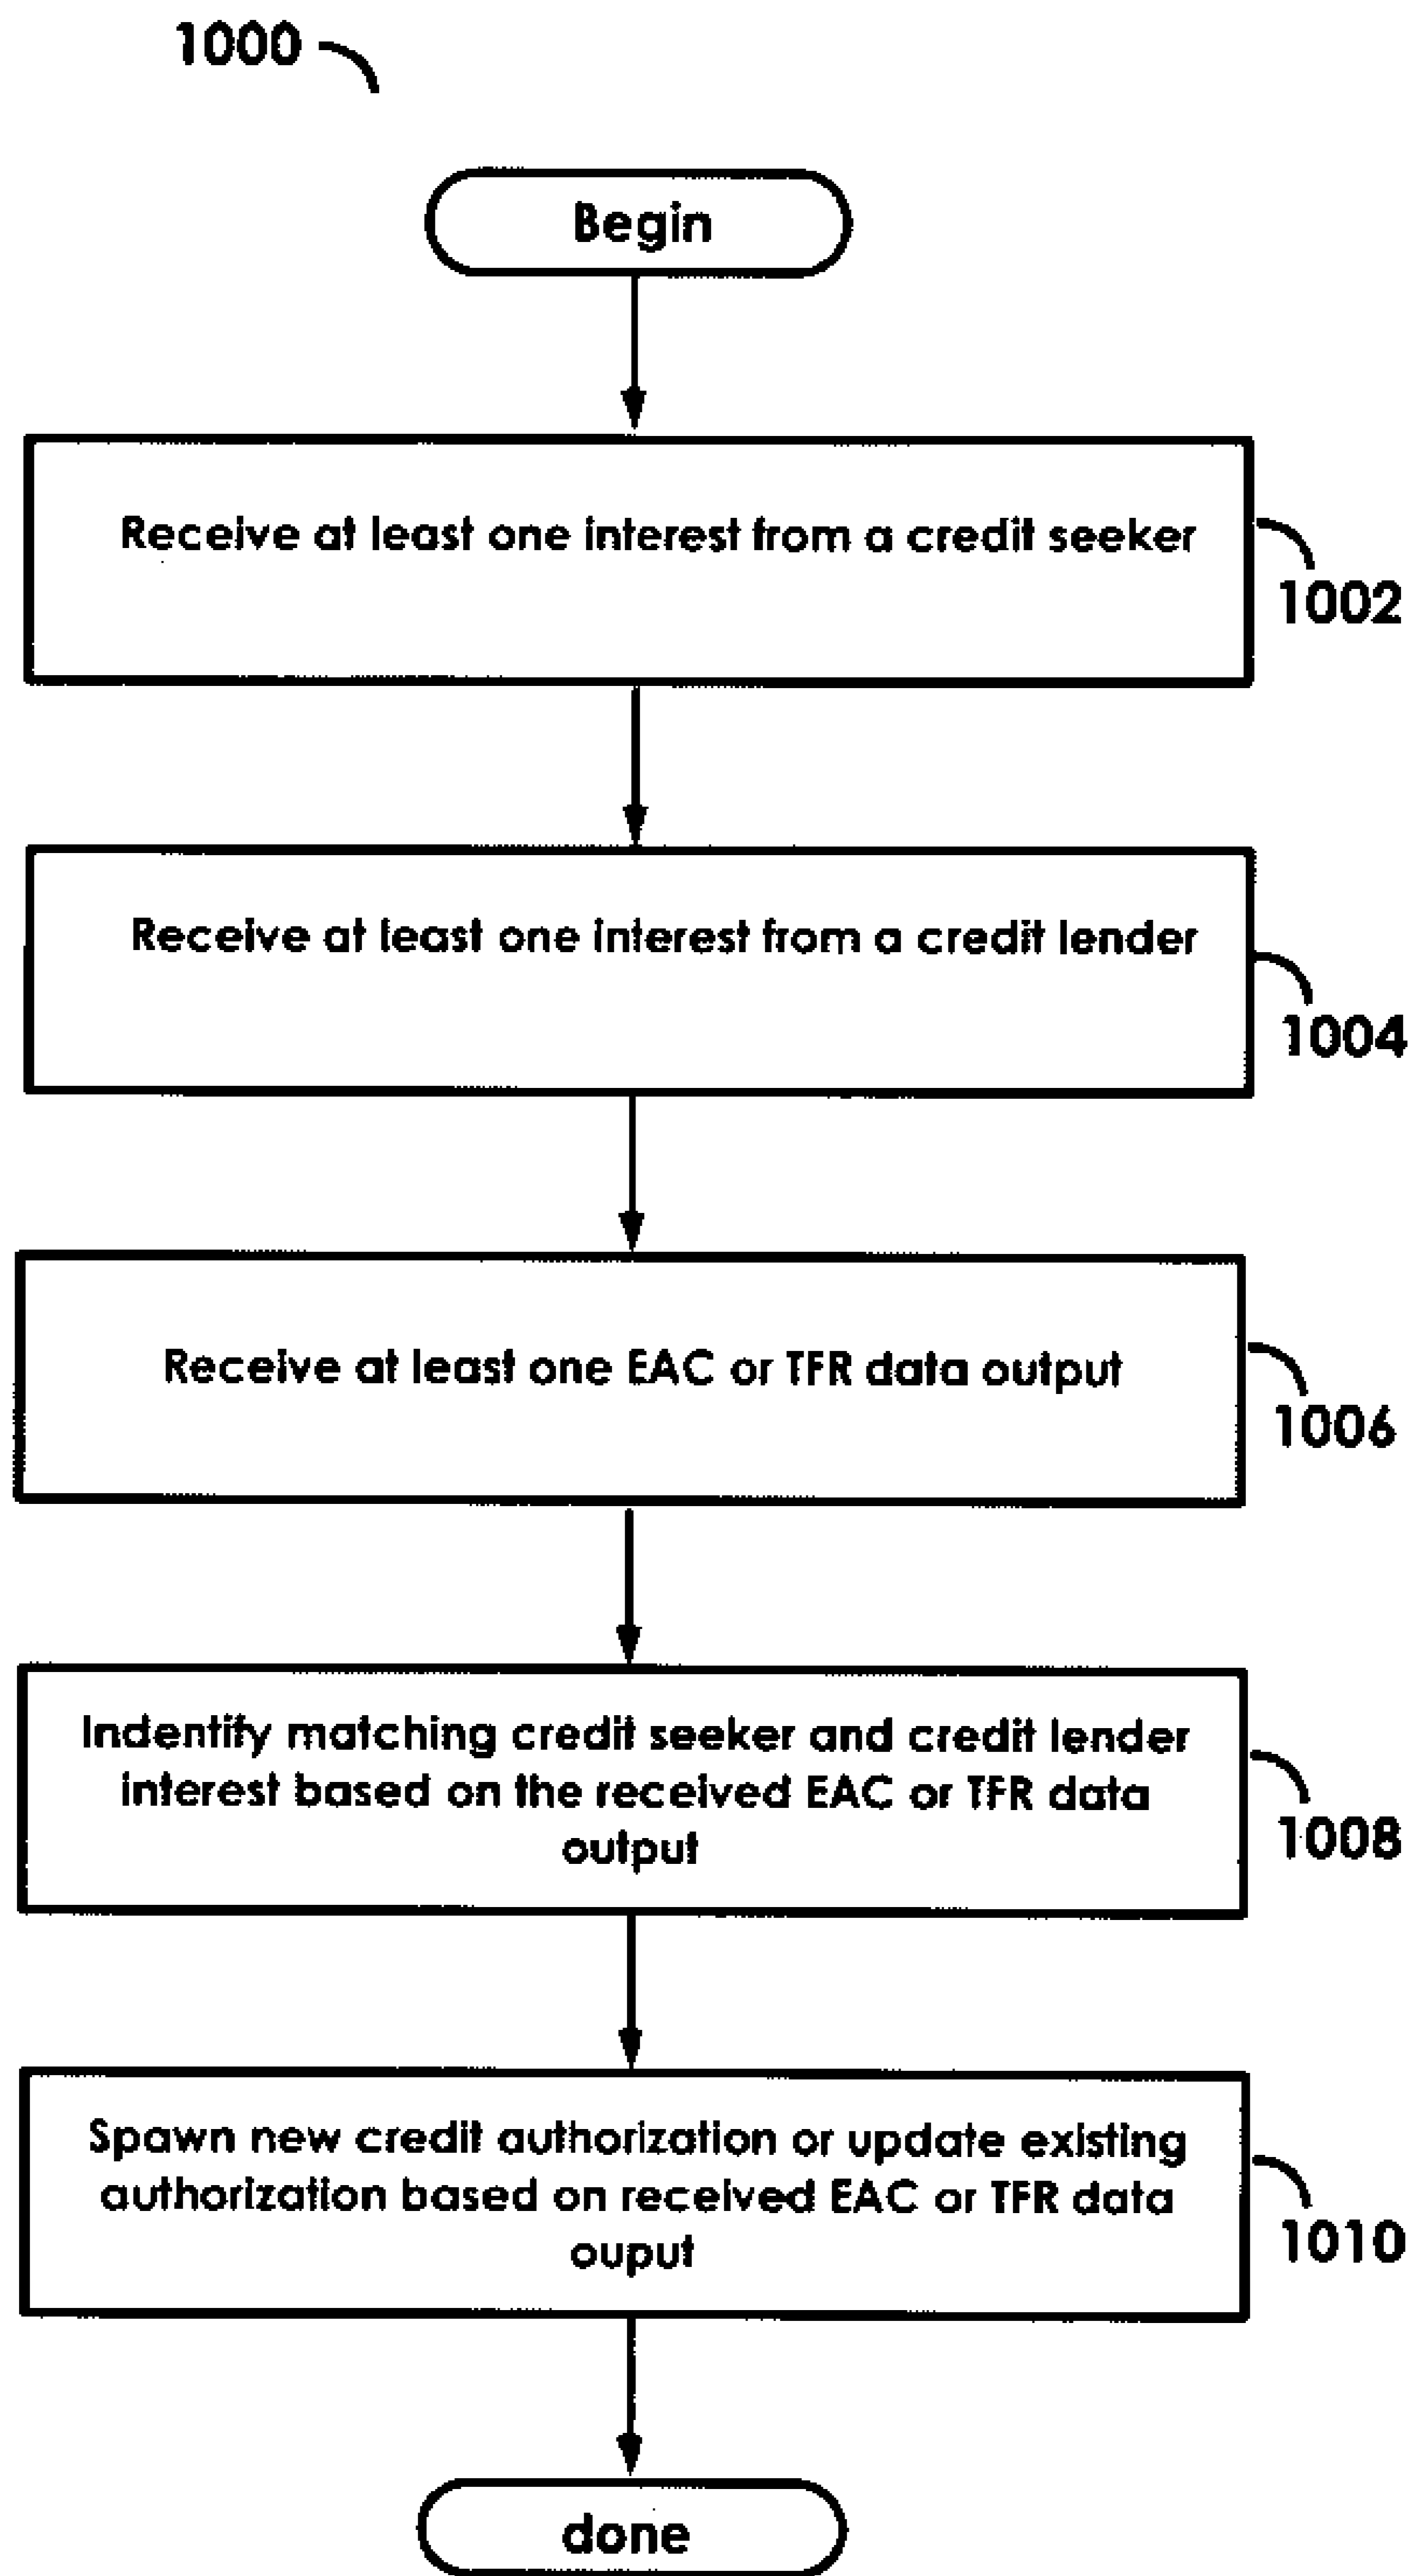 1000
Begin
Receive at least one interest from a credit seeker
1002
Receive at least one interest from a credit lender
1004
Receive at least one EAC or TFR data output
1006
Indentify matching credit seeker and credit lender
interest based on the received EAC or TFR data
output
1008
Spawn new credit authorization or update existing
authorization based on received EAC or TFR data
ouput
1010
done